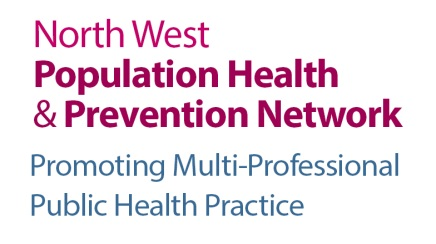 North West
Population Health
& Prevention Network
Promoting Multi-Professional
Public Health Practice